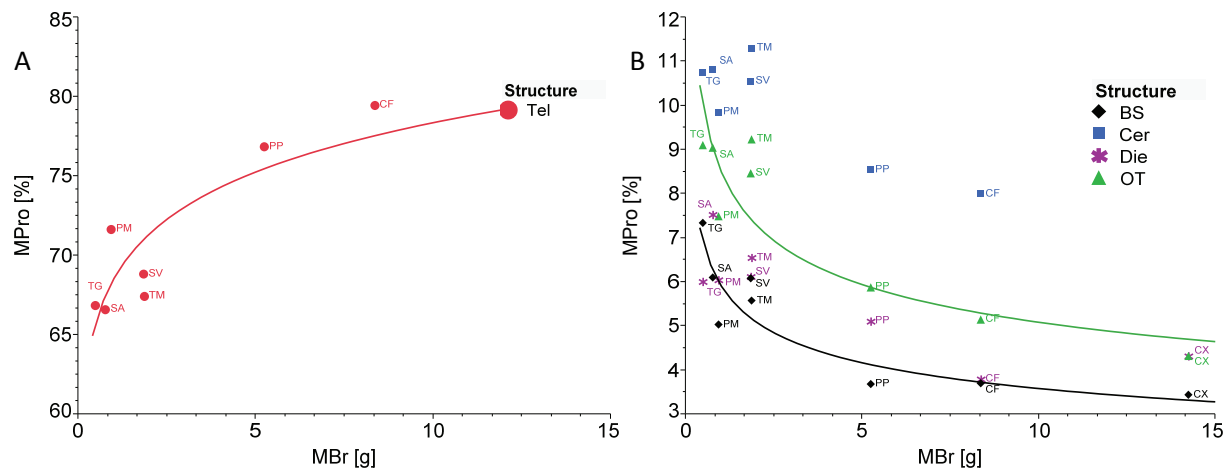 A
85
80
75
70
65
60
MPro [%]
0
5
10
15
MBr [g]
Structure
Tel
CF
PP
PM
SV
TM
TG
SA
B
12
11
10
9
8
7
6
5
4
3
MPro [%]
0
5
10
15
MBr [g]
Structure
BS
Cer
Die
OT
TM
SA
TG
SV
PM
PP
CF
TG
SA
TM
SV
PM
PP
CF
CX
SA
TG
PM
TM
SV
PP
CF
CX
TG
SA
SV
TM
PM
PP
CF
CX